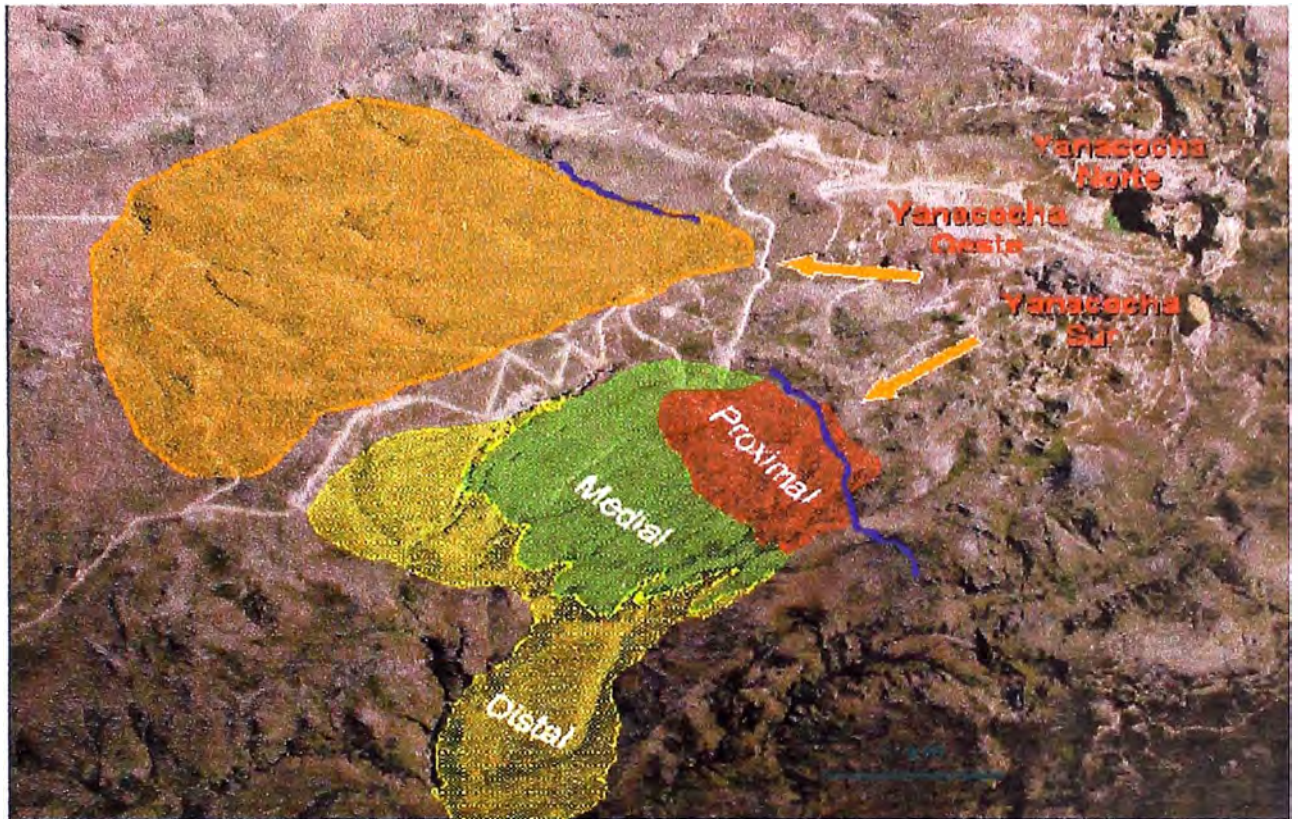 Yanacocha
Norte
Yanacocha
Oeste
Yanacocha
Sur
Proximal
Medial
Distal